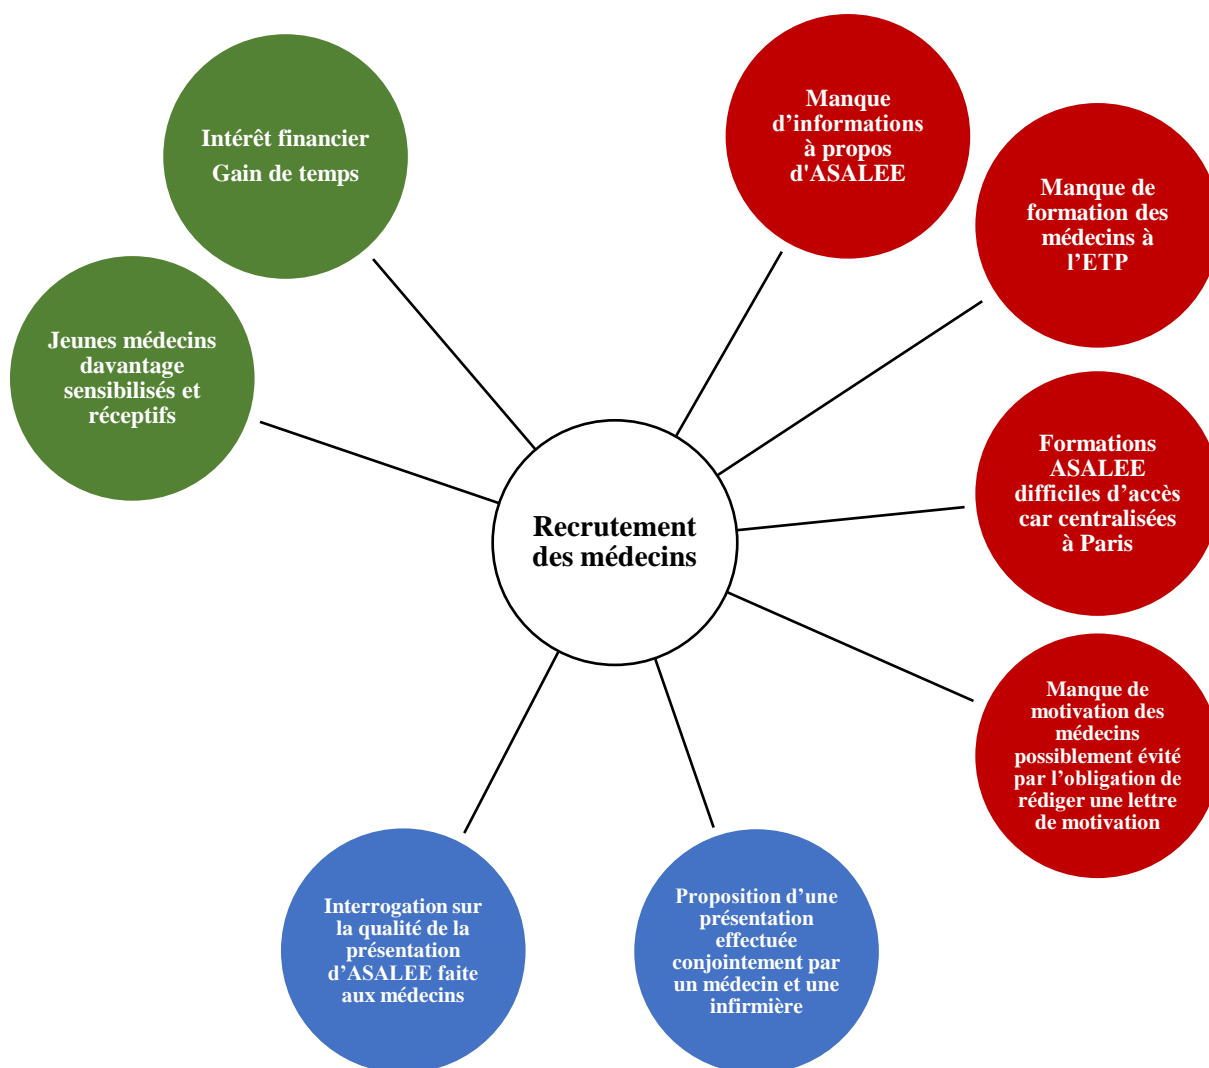 Intérêt financier
Gain de temps
Manque
d’informations
à propos
d'ASALEE
Manque de
formation des
médecins à
l’ETP
Jeunes médecins
davantage
sensibilisés et
réceptifs
Formations
ASALEE
difficiles d’accès
car centralisées
à Paris
Recrutement
des médecins
Manque de
motivation des
médecins
possiblement évité
par l’obligation de
rédiger une lettre
de motivation
Interrogation sur
la qualité de la
présentation
d’ASALEE faite
aux médecins
Proposition d’une
présentation
effectuée
conjointement par
un médecin et une
infirmière